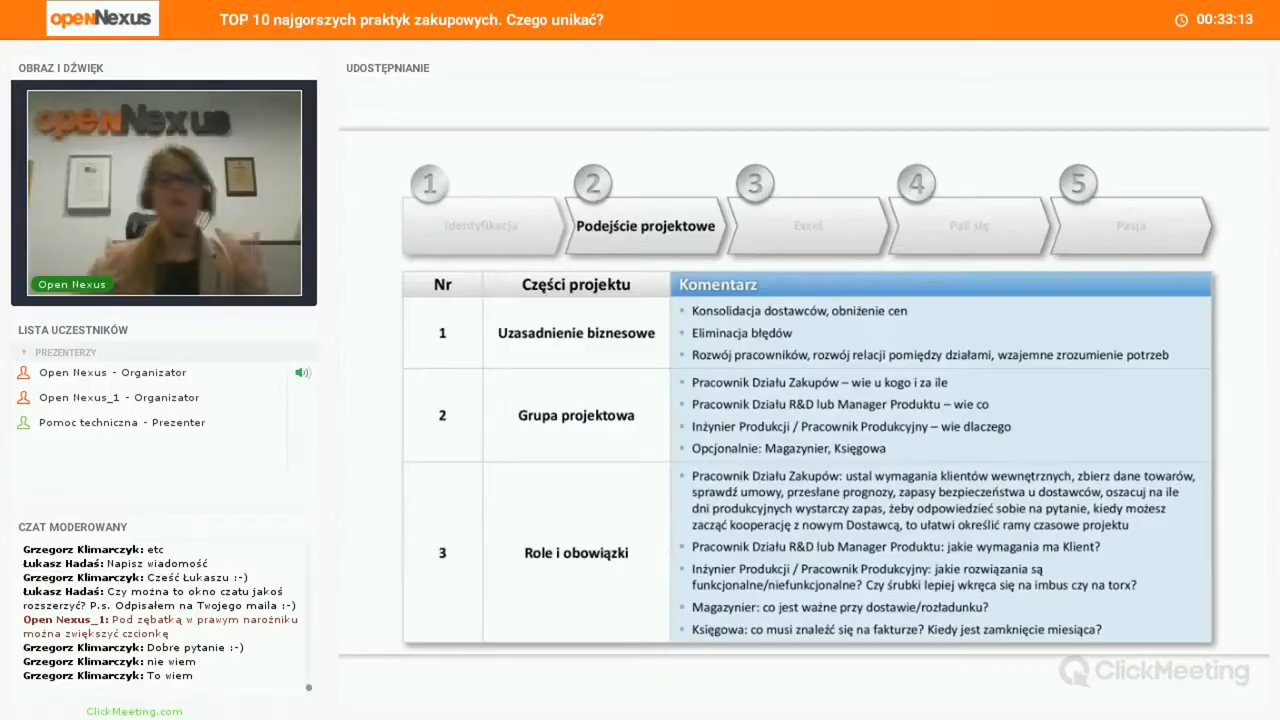 openNexus
TOP 10 najgorszych praktyk zakupowych. Czego unikać?
00:33:13
OBRAZ I DŹWIĘK
openNexus
Open Nexus
LISTA UCZESTNIKÓW
PREZENTERZY
Open Nexus - Organizator
Open Nexus_1 - Organizator
Pomoc techniczna - Prezenter
CZAT MODEROWANY
Grzegorz Klimarczyk: etc
Łukasz Hadaś: Napisz wiadomość
Grzegorz Klimarczyk: Cześć Łukaszu :-)
Łukasz Hadaś: Czy można to okno czatu jakoś
rozszerzyć? P.s. Odpisałem na Twojego maila :-)
Open Nexus_1: Pod zębatką w prawym narożniku
można zwiększyć czcionkę
Grzegorz Klimarczyk: Dobre pytanie :-)
Grzegorz Klimarczyk: nie wiem
Grzegorz Klimarczyk: To wiem
ClickMeeting.com
UDOSTĘPNIANIE
1 2 3 4 5
Identyfikacja Podejście projektowe Excel Pali się Pasja
Nr Części projektu Komentarz
1 Uzasadnienie biznesowe
Konsolidacja dostawców, obniżenie cen
Eliminacja błędów
Rozwój pracowników, rozwój relacji pomiędzy działami, wzajemne zrozumienie potrzeb
2 Grupa projektowa
Pracownik Działu Zakupów – wie u kogo i za ile
Pracownik Działu R&D lub Manager Produktu – wie co
Inżynier Produkcji / Pracownik Produkcyjny – wie dlaczego
Opcjonalnie: Magazynier, Księgowa
3 Role i obowiązki
Pracownik Działu Zakupów: ustal wymagania klientów wewnętrznych, zbierz dane towarów,
sprawdź umowy, przesłane prognozy, zapasy bezpieczeństwa u dostawców, oszacuj na ile
dni produkcyjnych wystarczy zapas, żeby odpowiedzieć sobie na pytanie, kiedy możesz
zacząć kooperację z nowym Dostawcą, to ułatwi określić ramy czasowe projektu
Pracownik Działu R&D lub Manager Produktu: jakie wymagania ma Klient?
Inżynier Produkcji / Pracownik Produkcyjny: jakie rozwiązania są
funkcjonalne/niefunkcjonalne? Czy śrubki lepiej wkręca się na imbus czy na torx?
Magazynier: co jest ważne przy dostawie/rozładunku?
Księgowa: co musi znaleźć się na fakturze? Kiedy jest zamknięcie miesiąca?
ClickMeeting